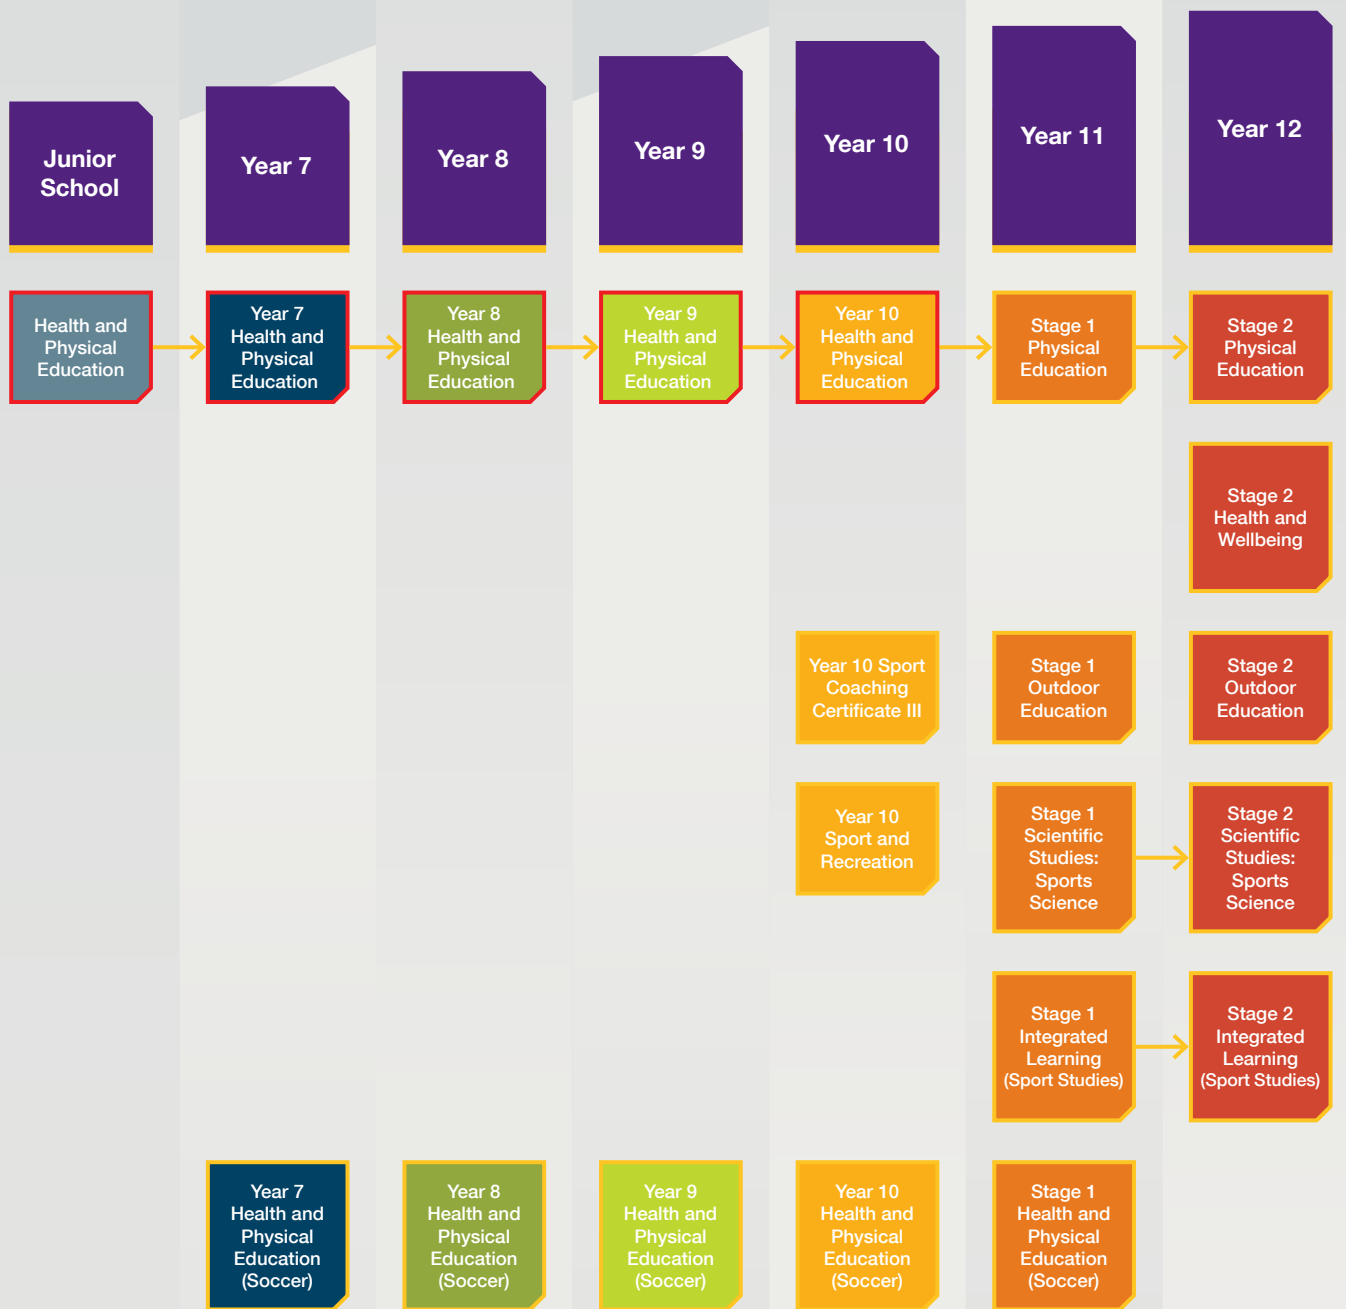 Junior
School
Year 7
Year 8
Year 9
Year 10
Year 11
Year 12
Health and
Physical
Education
Year 7
Health and
Physical
Education
Year 8
Health and
Physical
Education
Year 9
Health and
Physical
Education
Year 10
Health and
Physical
Education
Stage 1
Physical
Education
Stage 2
Physical
Education
Stage 2
Health and
Wellbeing
Year 10 Sport
Coaching
Certificate III
Stage 1
Outdoor
Education
Stage 2
Outdoor
Education
Year 10
Sport and
Recreation
Stage 1
Scientific
Studies:
Sports
Science
Stage 2
Scientific
Studies:
Sports
Science
Stage 1
Integrated
Learning
(Sport Studies)
Stage 2
Integrated
Learning
(Sport Studies)
Year 7
Health and
Physical
Education
(Soccer)
Year 8
Health and
Physical
Education
(Soccer)
Year 9
Health and
Physical
Education
(Soccer)
Year 10
Health and
Physical
Education
(Soccer)
Stage 1
Health and
Physical
Education
(Soccer)